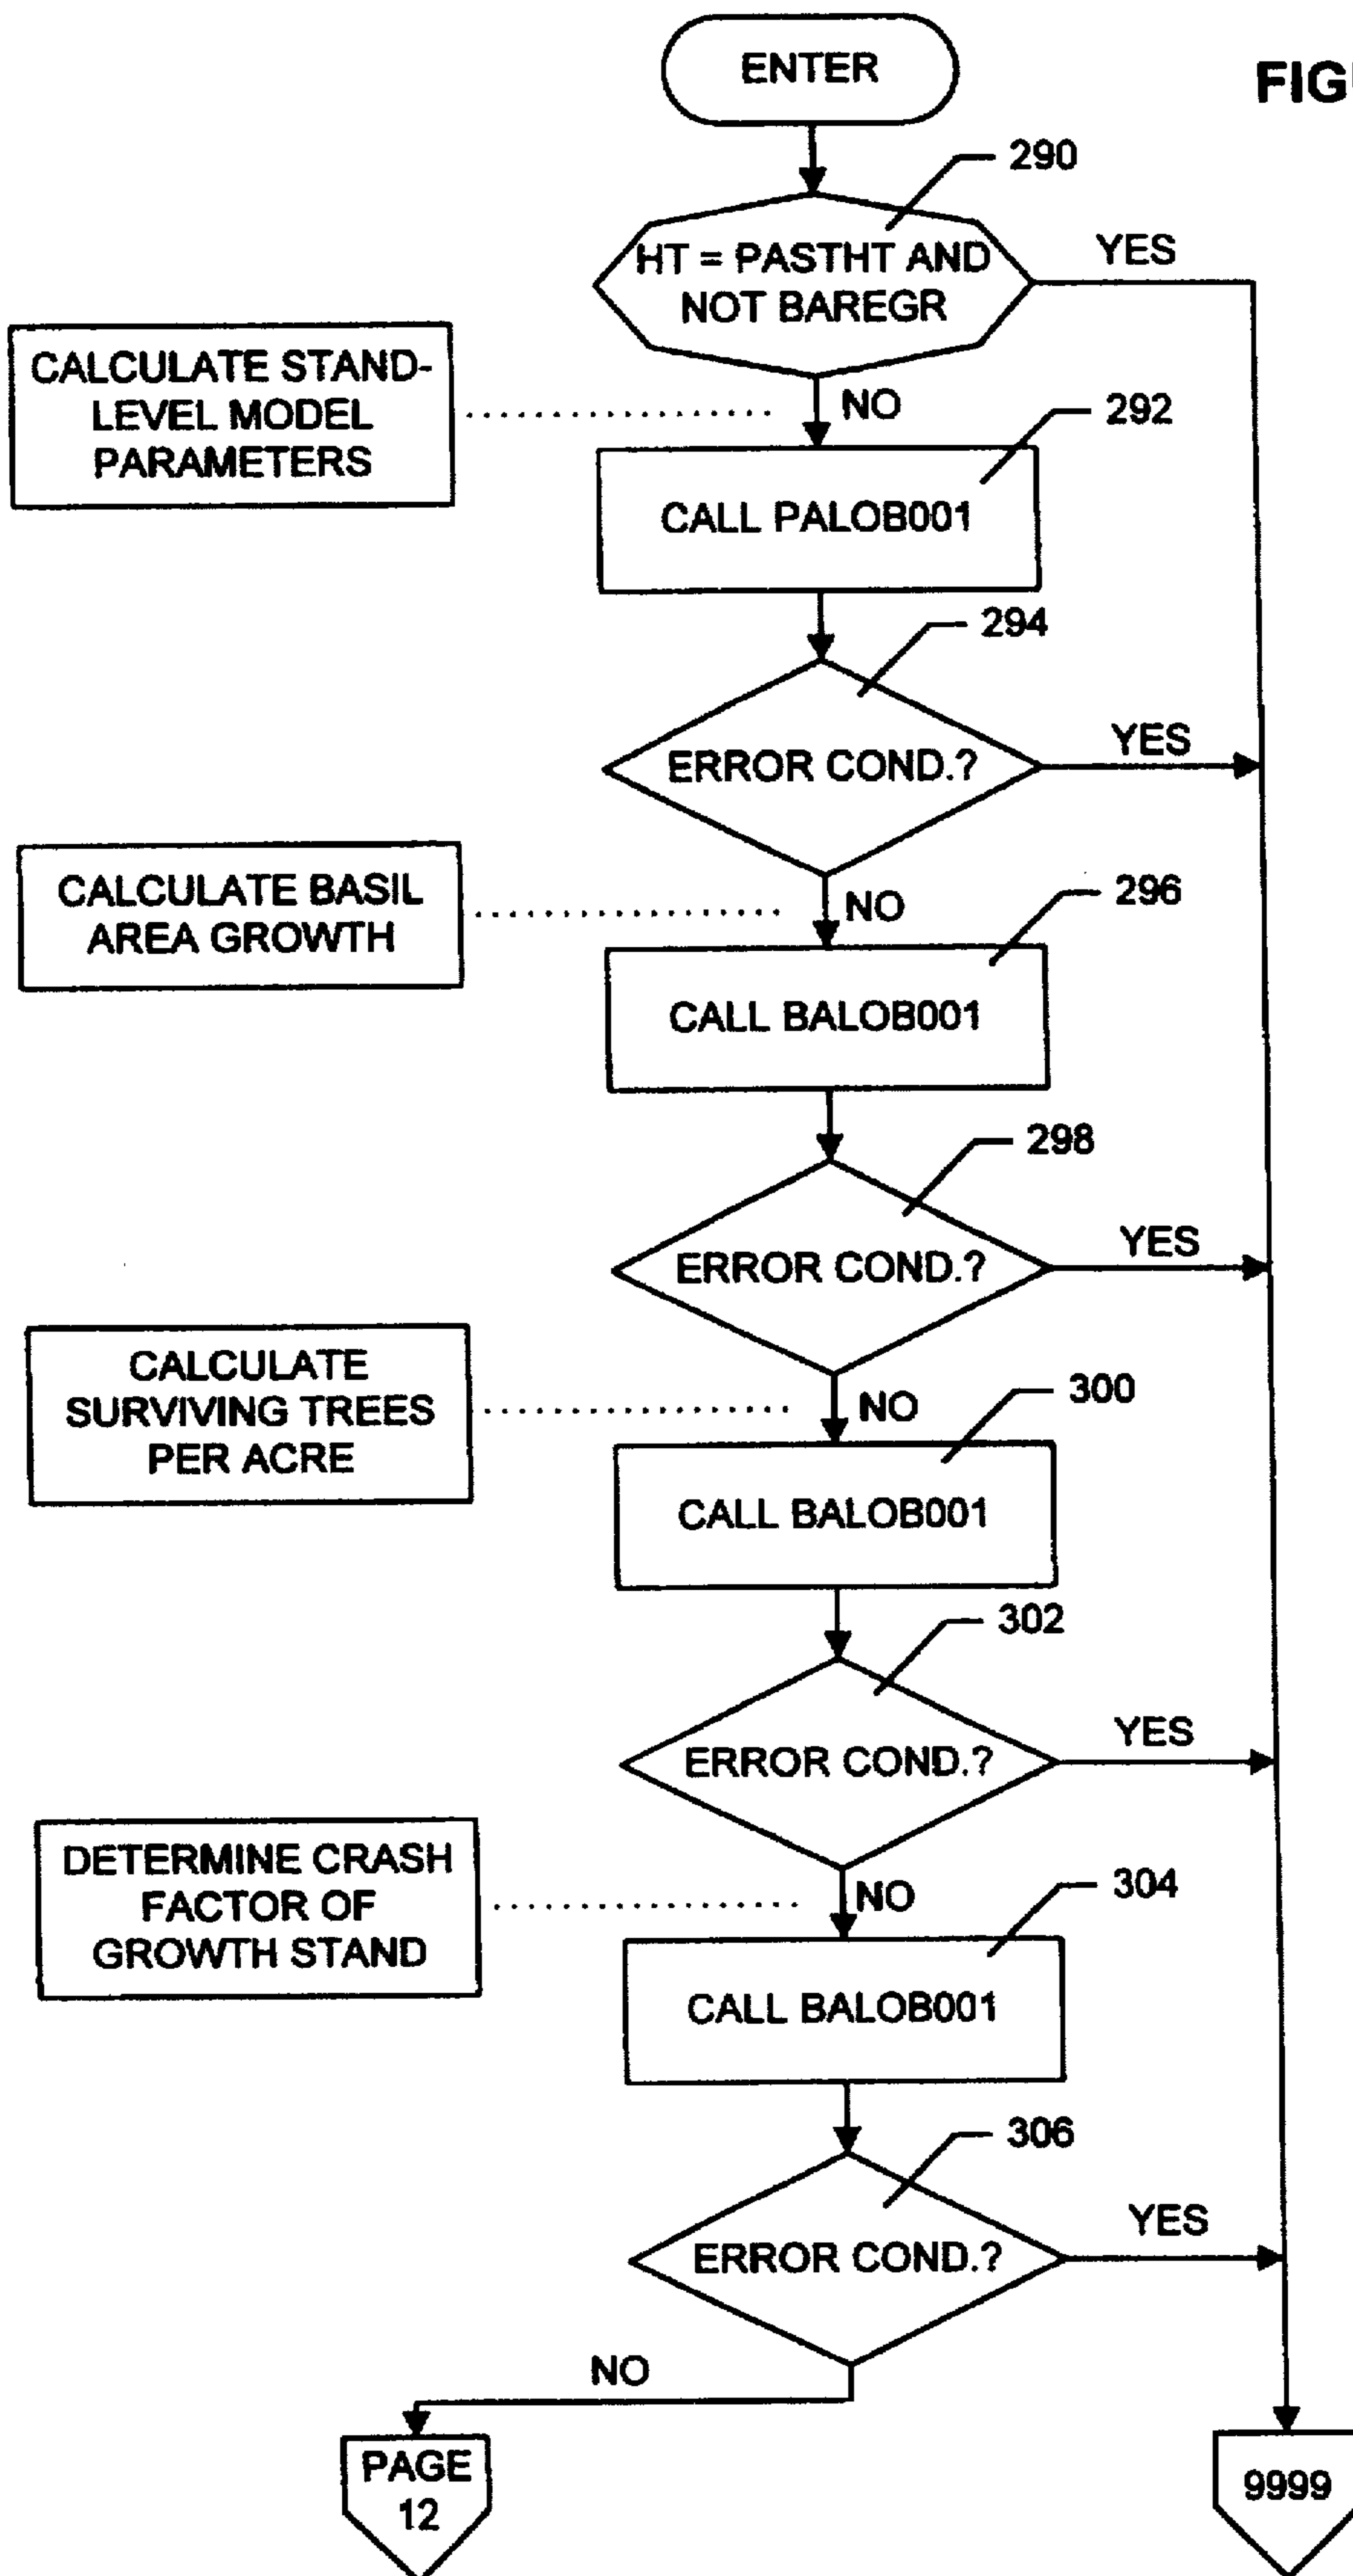 ENTER
FIG
290
HT = PASTHT AND
NOT BAREGR
YES
CALCULATE STAND-
LEVEL MODEL
PARAMETERS
NO
292
CALL PALOB001
294
ERROR COND.?
YES
CALCULATE BASIL
AREA GROWTH
NO
296
CALL BALOB001
298
ERROR COND.?
YES
CALCULATE
SURVIVING TREES
PER ACRE
NO
300
CALL BALOB001
302
ERROR COND.?
YES
DETERMINE CRASH
FACTOR OF
GROWTH STAND
NO
304
CALL BALOB001
306
ERROR COND.?
YES
NO
PAGE
12
9999